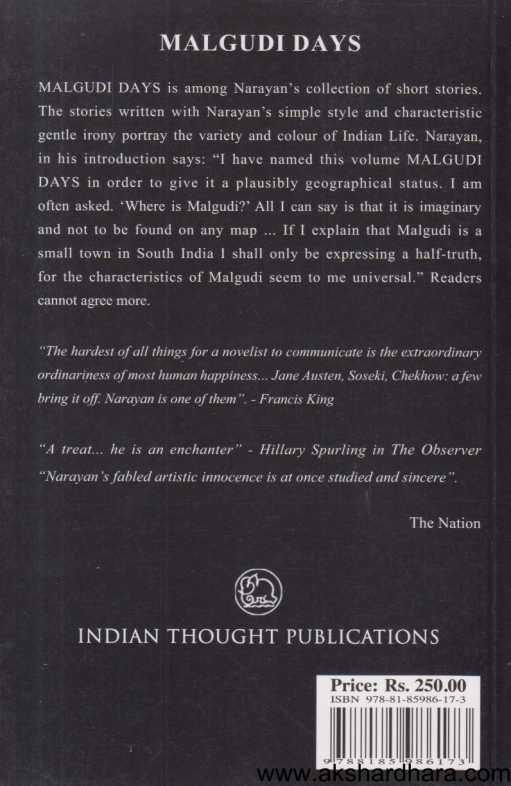 MALGUDI DAYS
MALGUDI DAYS is among Narayan’s collection of short stories.
The stories written with Narayan’s simple style and characteristic
gentle irony portray the variety and colour of Indian Life. Narayan,
in his introduction says: “I have named this volume MALGUDI
DAYS in order to give it a plausibly geographical status. I am
often asked. ‘Where is Malgudi?’ All I can say is that it is imaginary
and not to be found on any map ... If I explain that Malgudi is a
small town in South India I shall only be expressing a half-truth,
for the characteristics of Malgudi seem to me universal.” Readers
cannot agree more.
“The hardest of all things for a novelist to communicate is the extraordinary
ordinariness of most human happiness... Jane Austen, Soseki, Chekhow: a few
bring it off. Narayan is one of them”. - Francis King
“A treat... he is an enchanter” - Hillary Spurling in The Observer
“Narayan’s fabled artistic innocence is at once studied and sincere”.
The Nation
INDIAN THOUGHT PUBLICATIONS
Price: Rs. 250.00
ISBN 978-81-85986-17-3
9 788185 986173
www.akshardhara.com